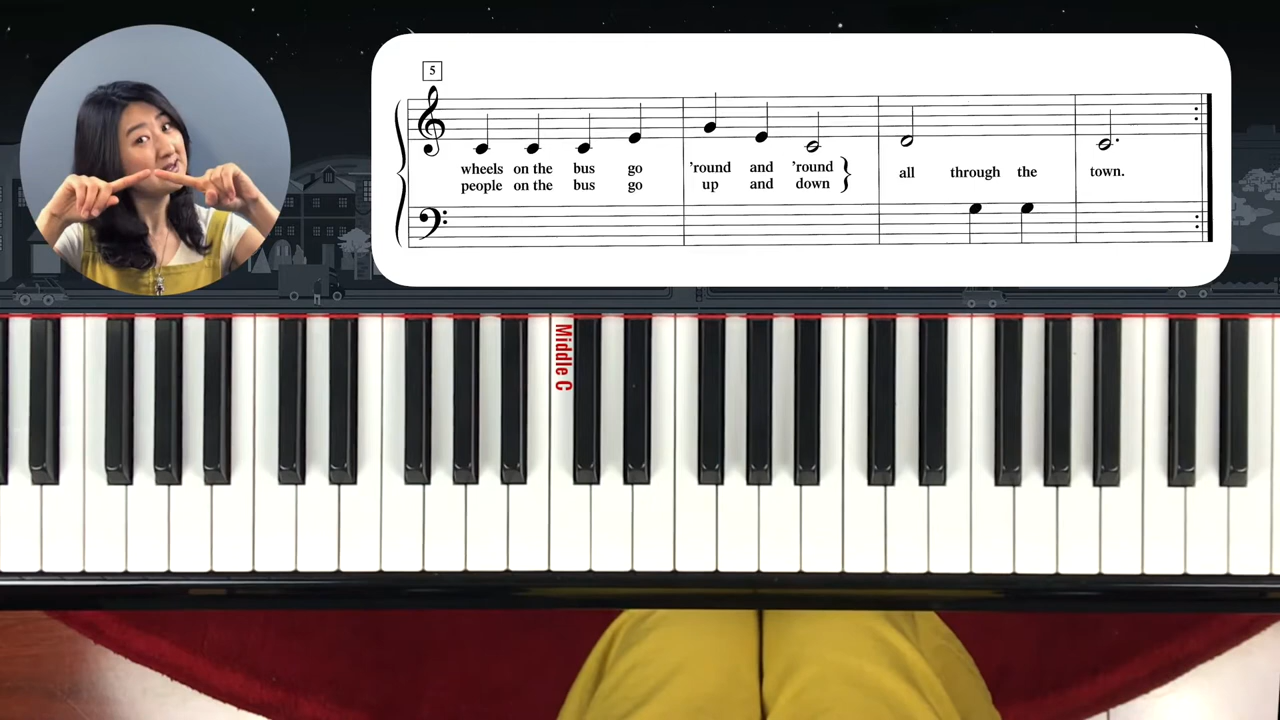 5
wheels on the bus go 'round and 'round all through the town.
people on the bus go up and down
Middle C